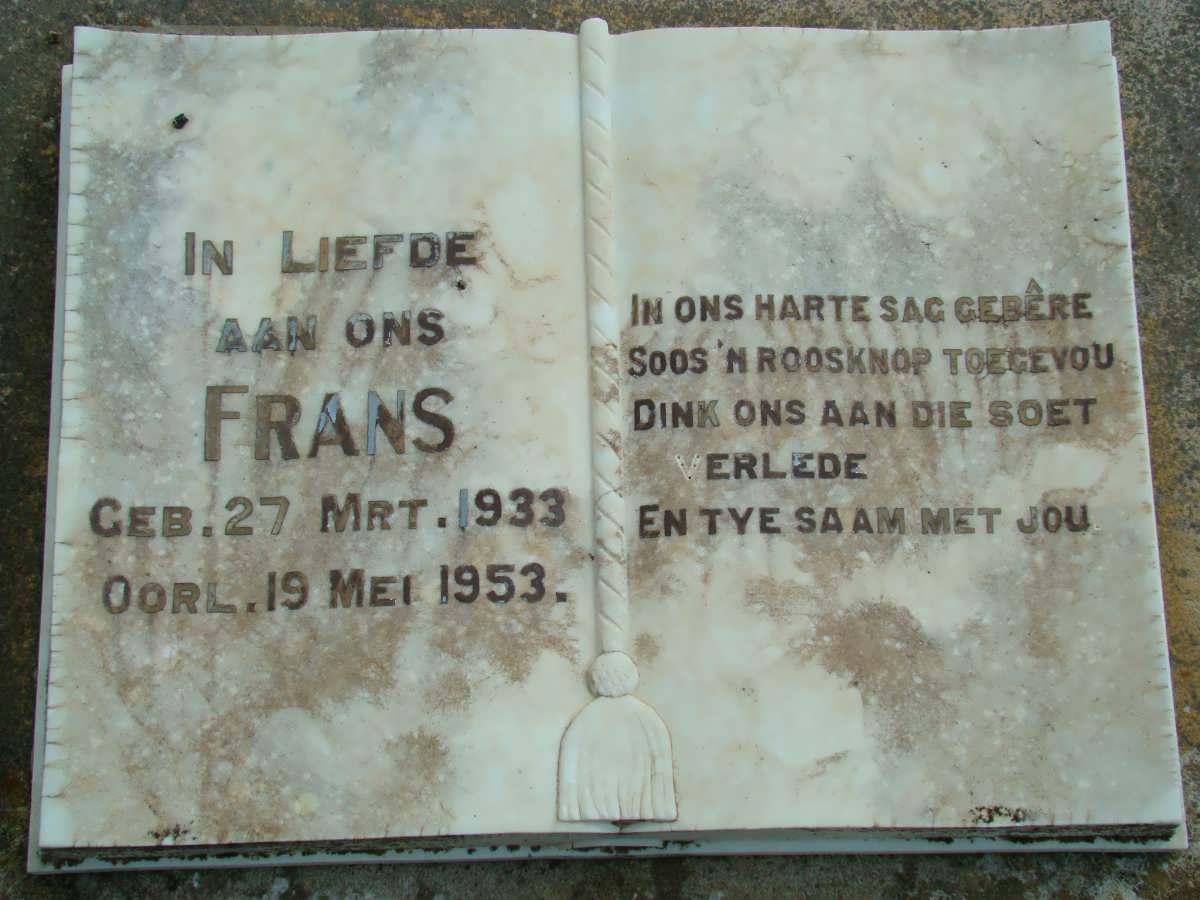 In Liefde
aan ons
Frans
Geb. 27 Mrt. 1933
Oorl. 19 Mei 1953.
In ons harte sag gebêre
Soos 'n roosknop toegevou
Dink ons aan die soet
verlede
En tye saam met jou.